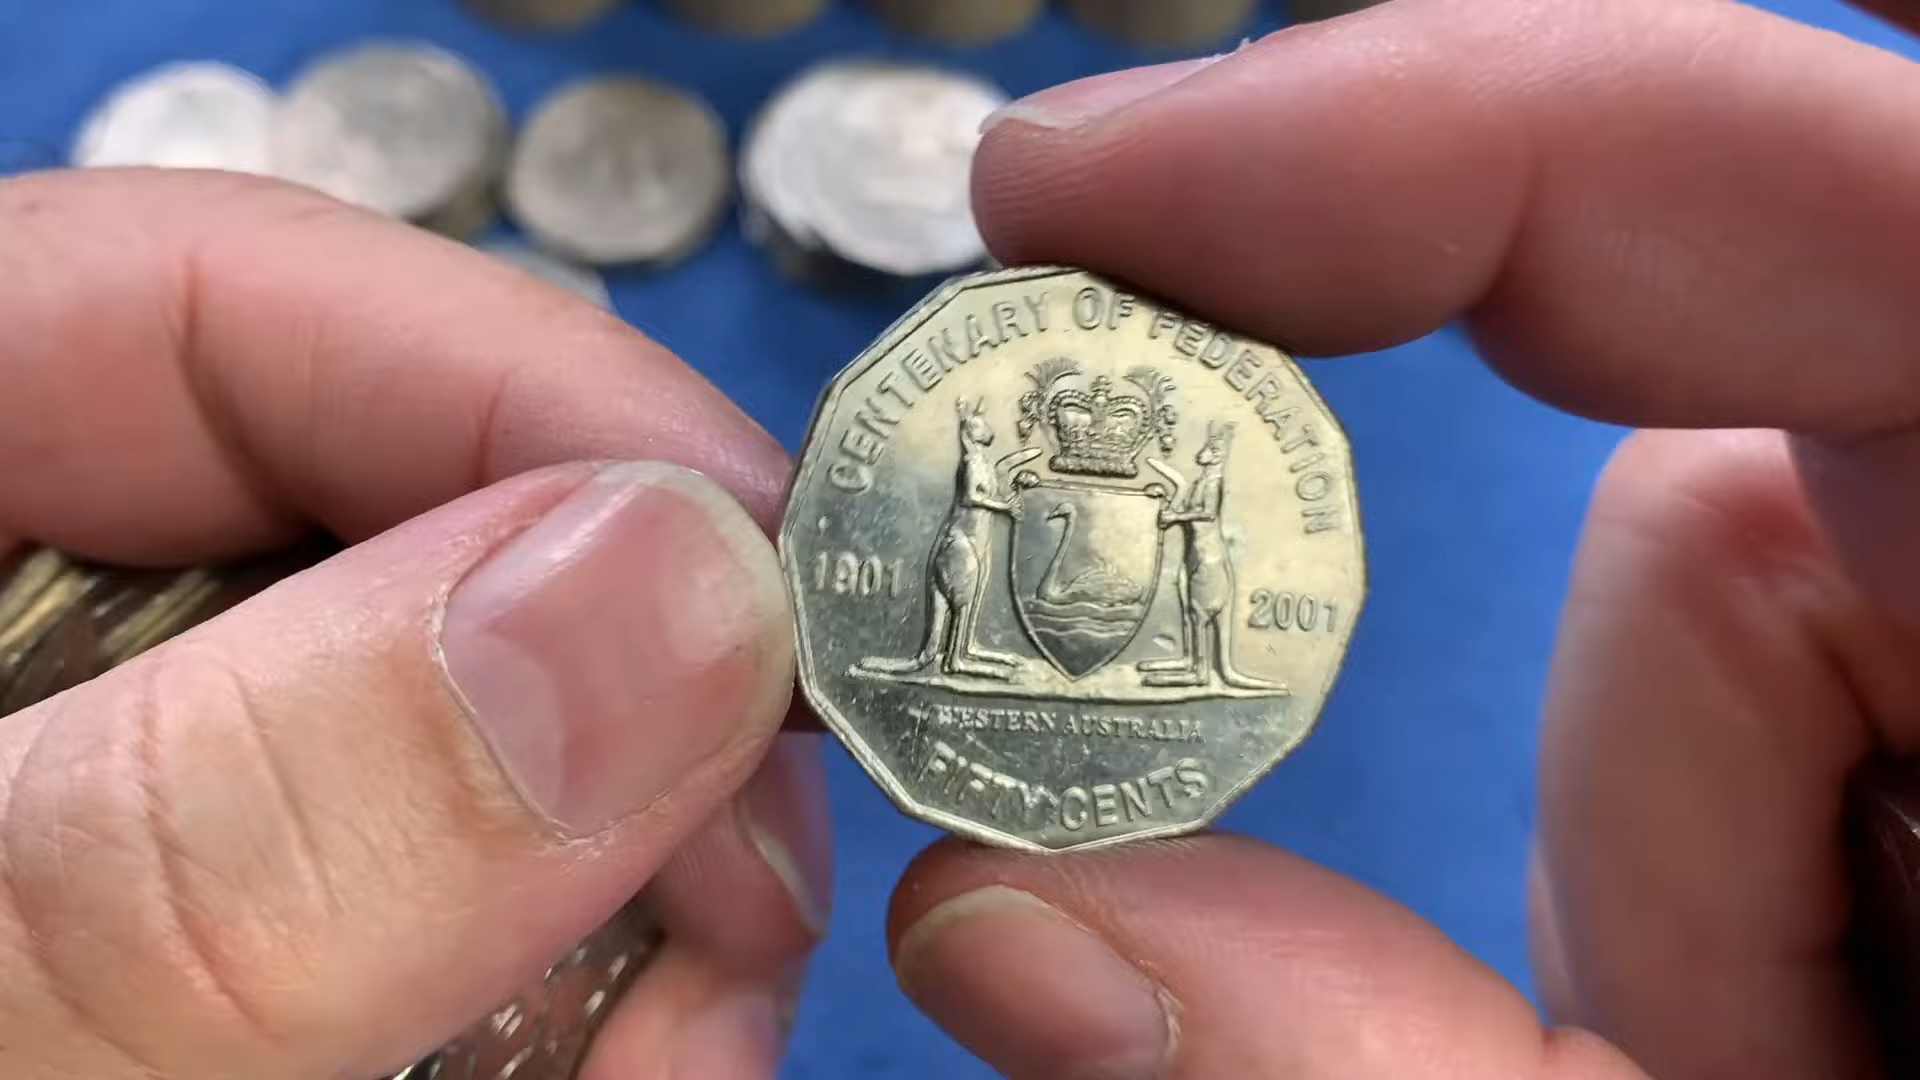 CENTENARY OF FEDERATION
1901
2001
WESTERN AUSTRALIA
FIFTY CENTS